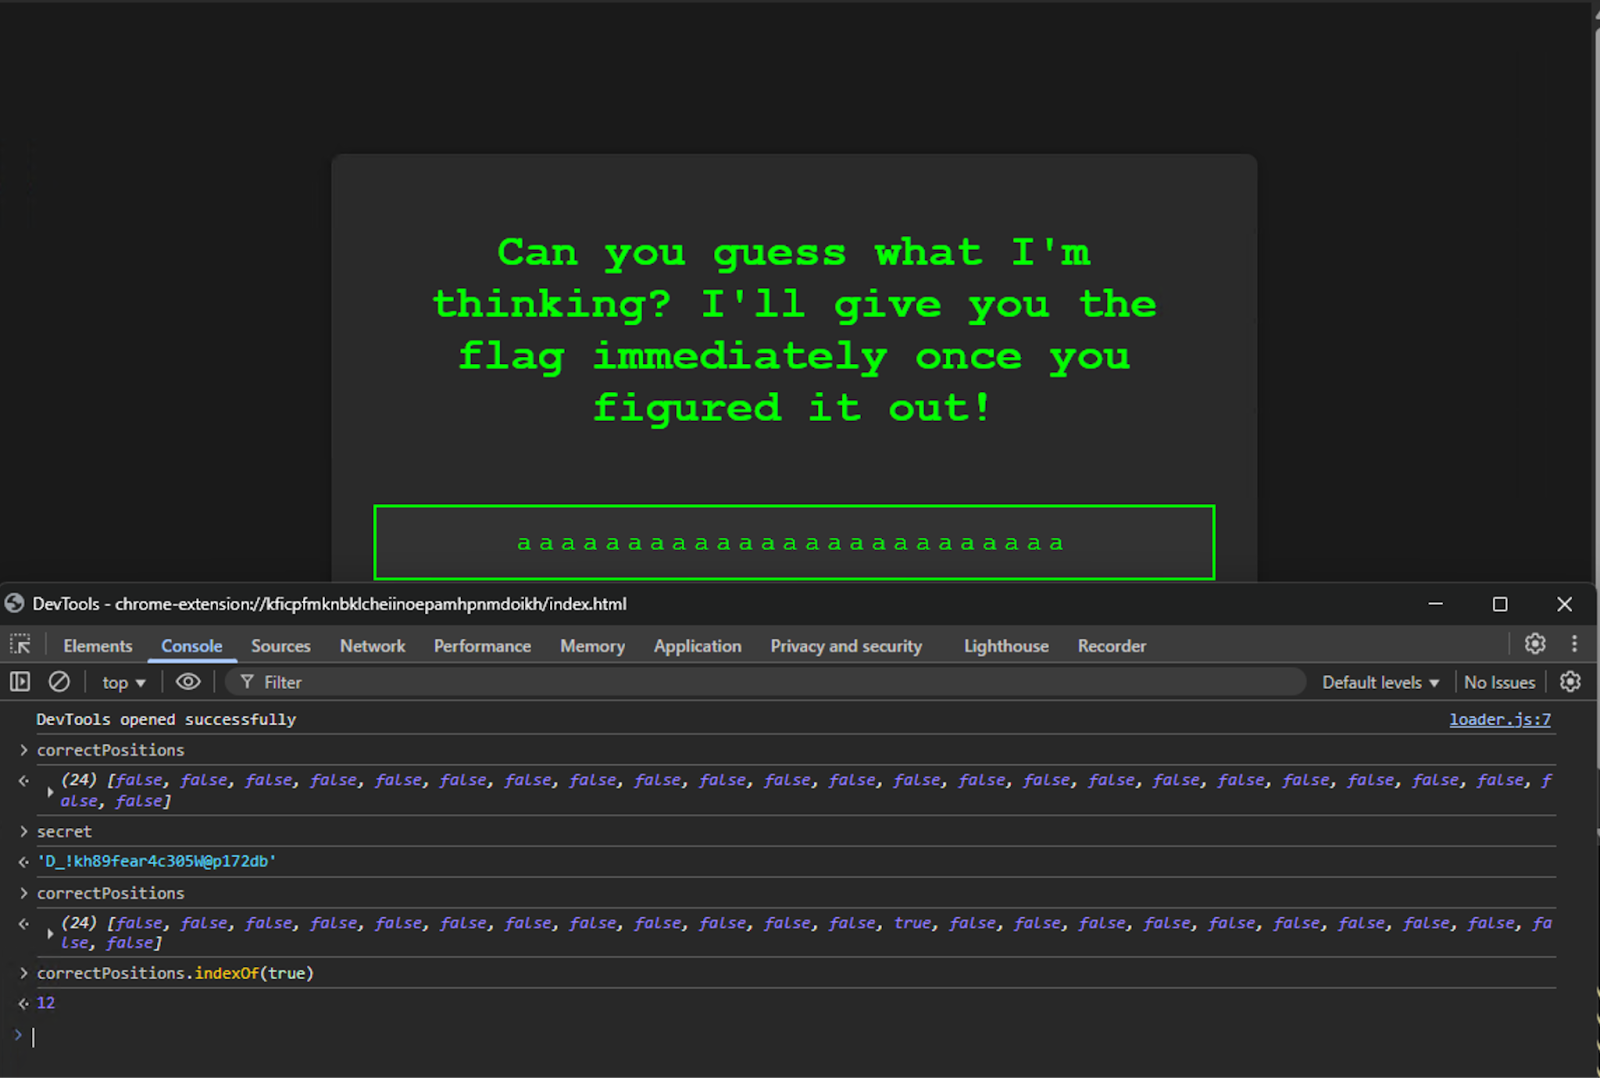 Can you guess what I'm
thinking? I'll give you the
flag immediately once you
figured it out!
aaaaaaaaaaaaaaaaaaaaaaaaa
DevTools - chrome-extension://kficpfmknbklcheiinoepamhpnmdoikh/index.html
Elements Console Sources Network Performance Memory Application Privacy and security Lighthouse Recorder
top Filter Default levels No Issues
DevTools opened successfully loader.js:7
> correctPositions
(24) [false, false, false, false, false, false, false, false, false, false, false, false, false, false, false, false, false, false, false, false, false, false, f
alse, false]
> secret
'D_!kh89fear4c305W@p172db'
> correctPositions
(24) [false, false, false, false, false, false, false, false, false, false, false, false, true, false, false, false, false, false, false, false, false, false, fa
lse, false]
> correctPositions.indexOf(true)
12
>